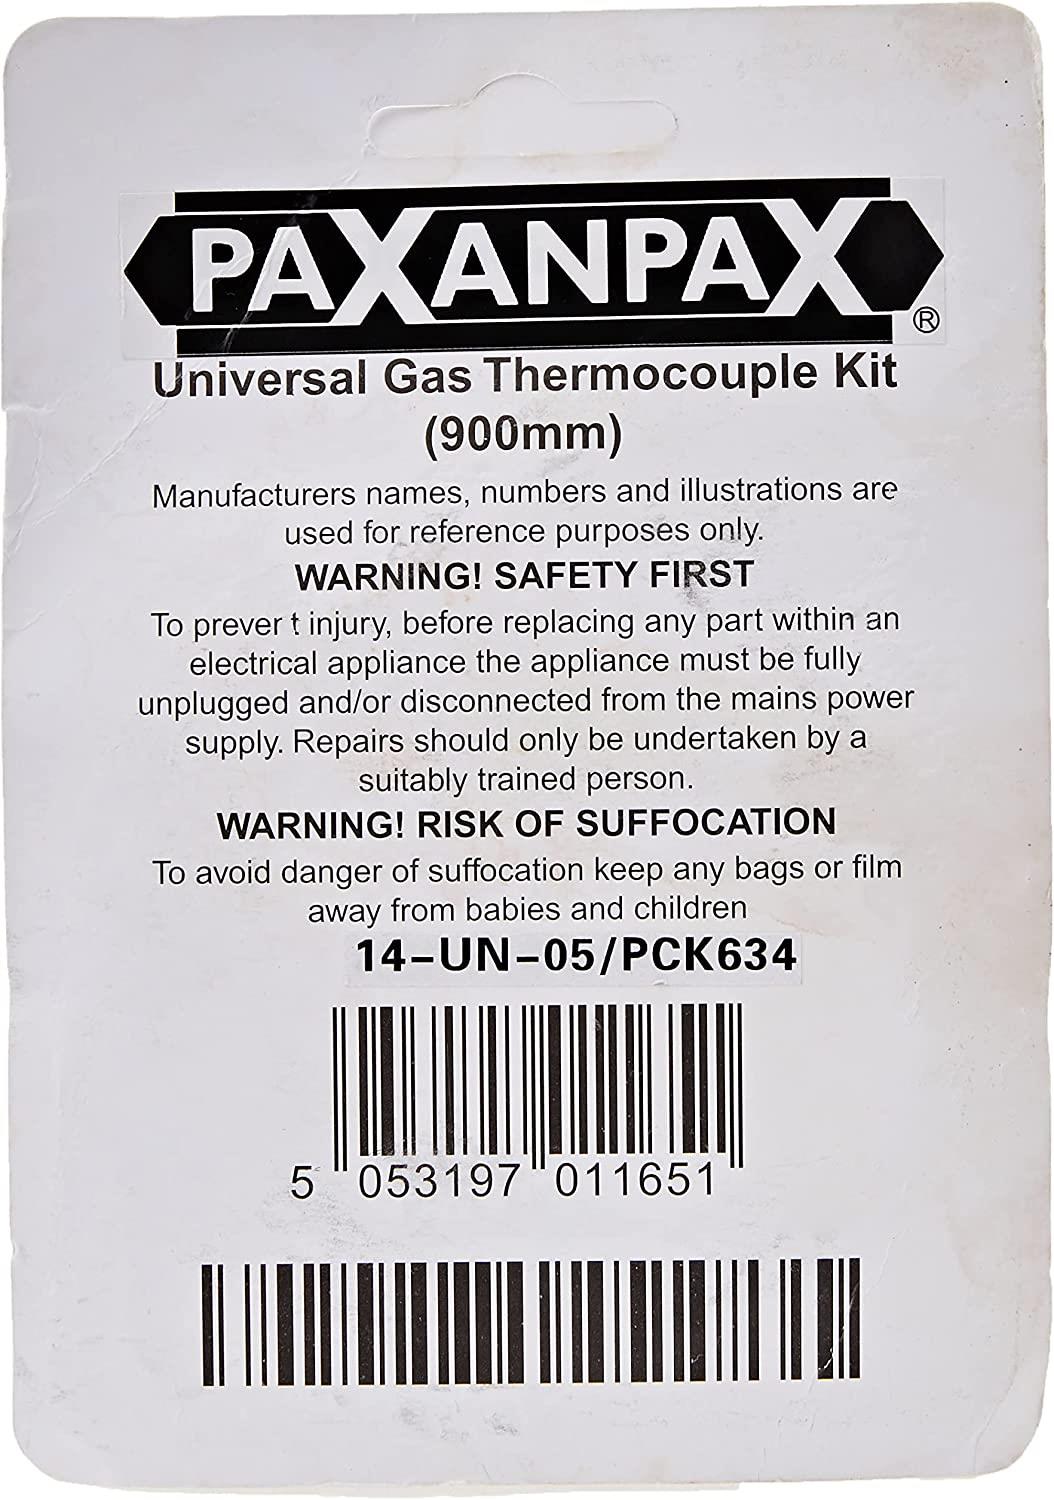 PAXANPAX
®
Universal Gas Thermocouple Kit
(900mm)
Manufacturers names, numbers and illustrations are
used for reference purposes only.
WARNING! SAFETY FIRST
To prevent injury, before replacing any part within an
electrical appliance the appliance must be fully
unplugged and/or disconnected from the mains power
supply. Repairs should only be undertaken by a
suitably trained person.
WARNING! RISK OF SUFFOCATION
To avoid danger of suffocation keep any bags or film
away from babies and children
14-UN-05/PCK634
5 053197 011651